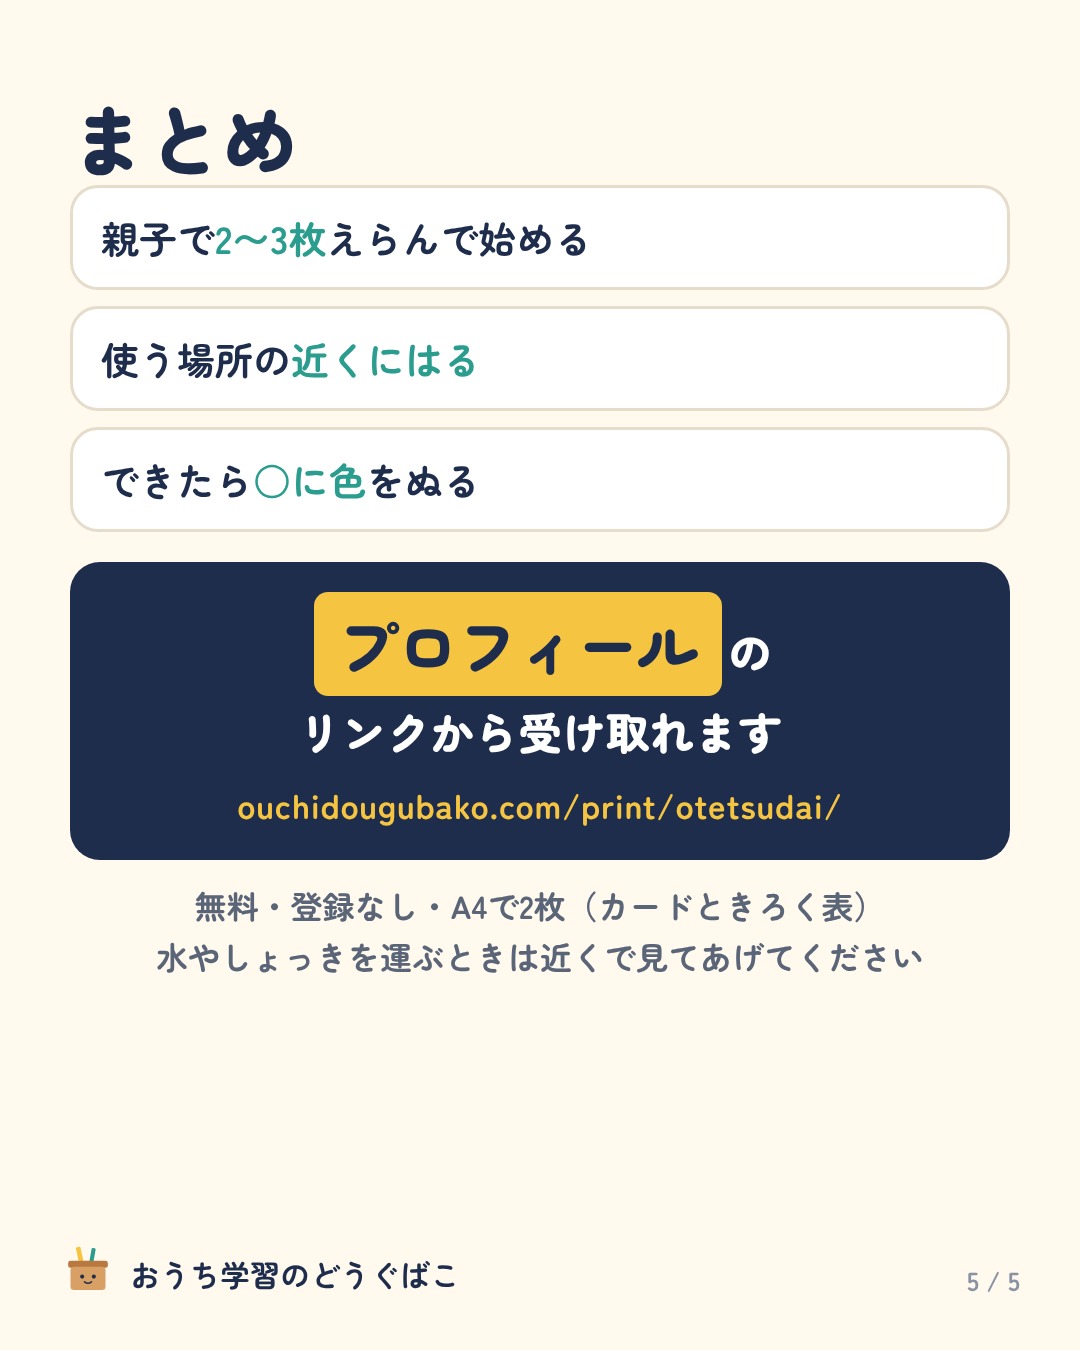 まとめ
親子で2〜3枚えらんで始める
使う場所の近くにはる
できたら○に色をぬる
プロフィールの
リンクから受け取れます
ouchidougubako.com/print/otetsudai/
無料・登録なし・A4で2枚（カードときろく表）
水やしょっきを運ぶときは近くで見てあげてください
おうち学習のどうぐばこ
5 / 5